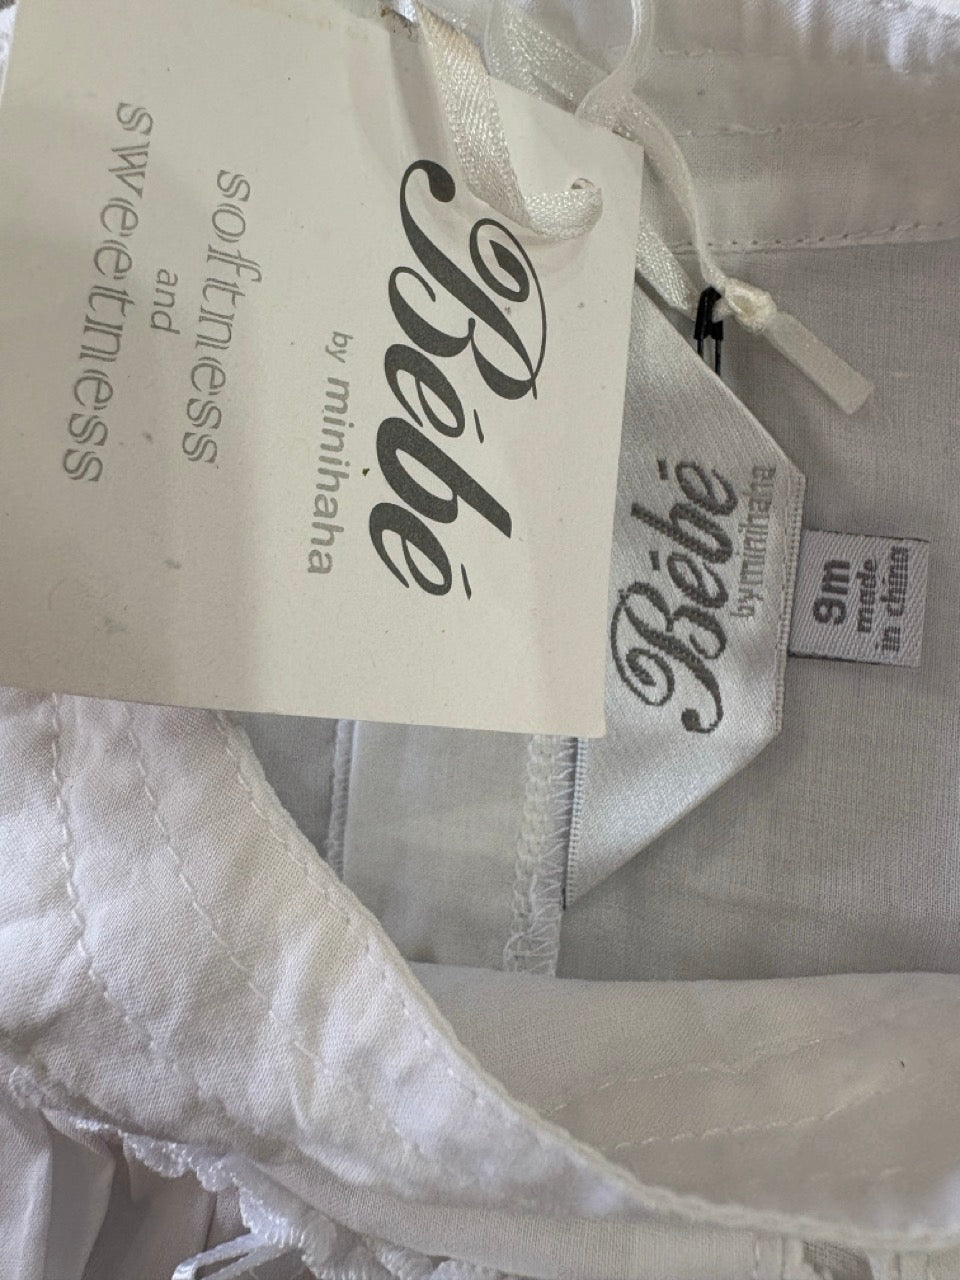 Bébé
by minihaha
softness
and
sweetness
Bébé
by minihaha
9m
made
in china